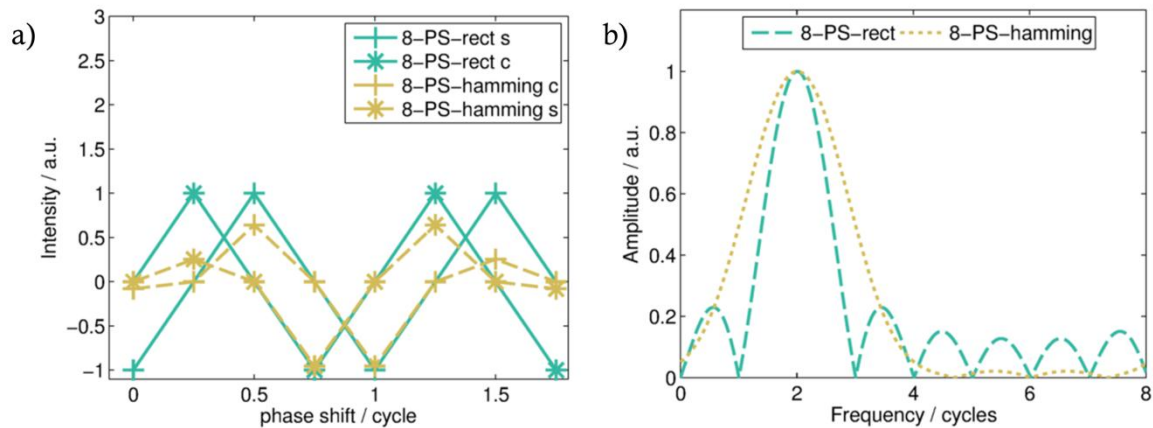 a)
3
2.5
2
1.5
1
0.5
0
−0.5
−1
Intensity / a.u.
8−PS−rect s
8−PS−rect c
8−PS−hamming c
8−PS−hamming s
0 0.5 1 1.5
phase shift / cycle
b)
8−PS−rect 8−PS−hamming
1
0.8
0.6
0.4
0.2
0
Amplitude / a.u.
0 2 4 6 8
Frequency / cycles